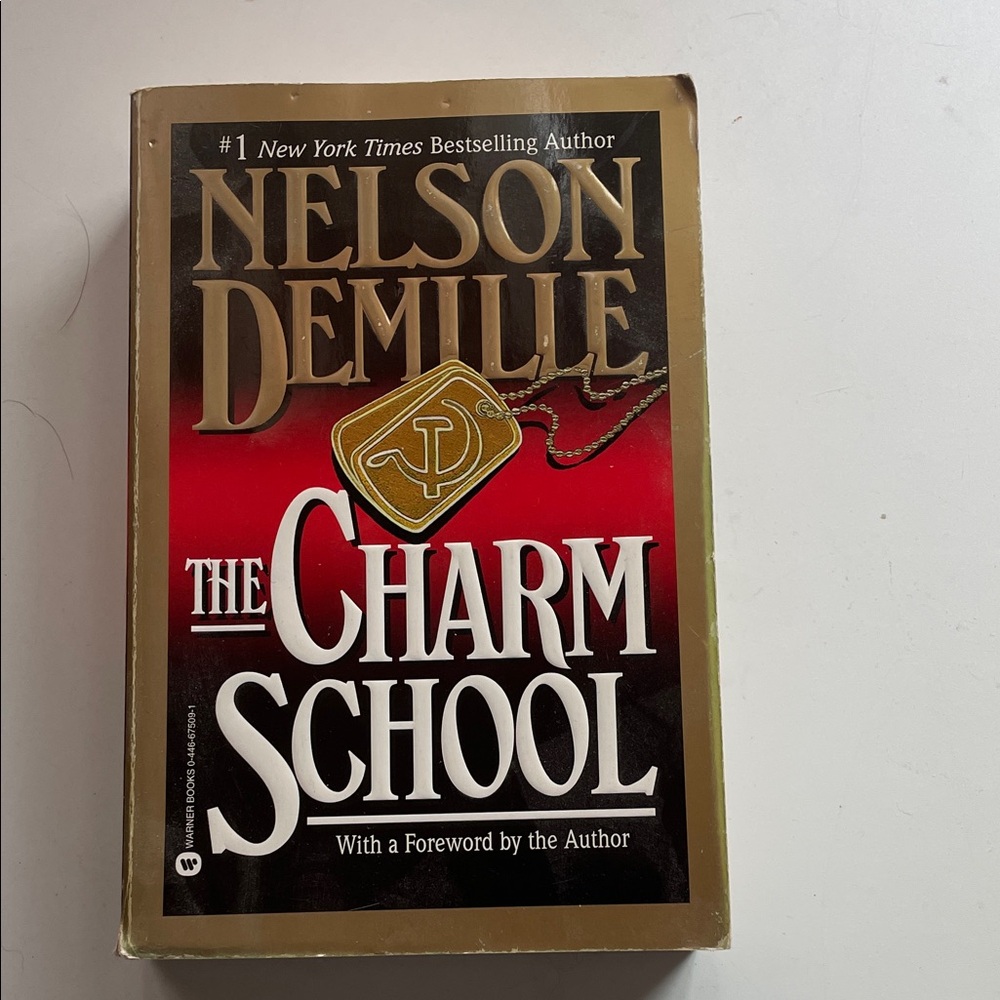 #1 New York Times Bestselling Author
NELSON
DEMILLE
THE CHARM
SCHOOL
With a Foreword by the Author
WARNER BOOKS 0-446-67509-1